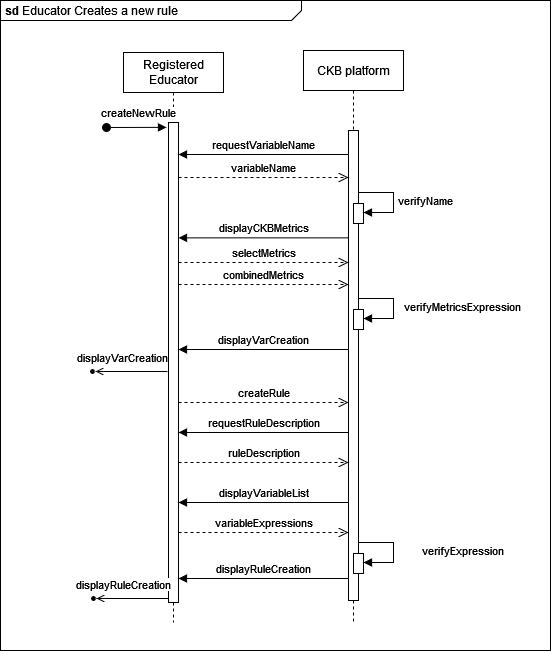 sd Educator Creates a new rule
Registered
Educator
CKB platform
createNewRule
requestVariableName
variableName
verifyName
displayCKBMetrics
selectMetrics
combinedMetrics
verifyMetricsExpression
displayVarCreation
displayVarCreation
createRule
requestRuleDescription
ruleDescription
displayVariableList
variableExpressions
verifyExpression
displayRuleCreation
displayRuleCreation